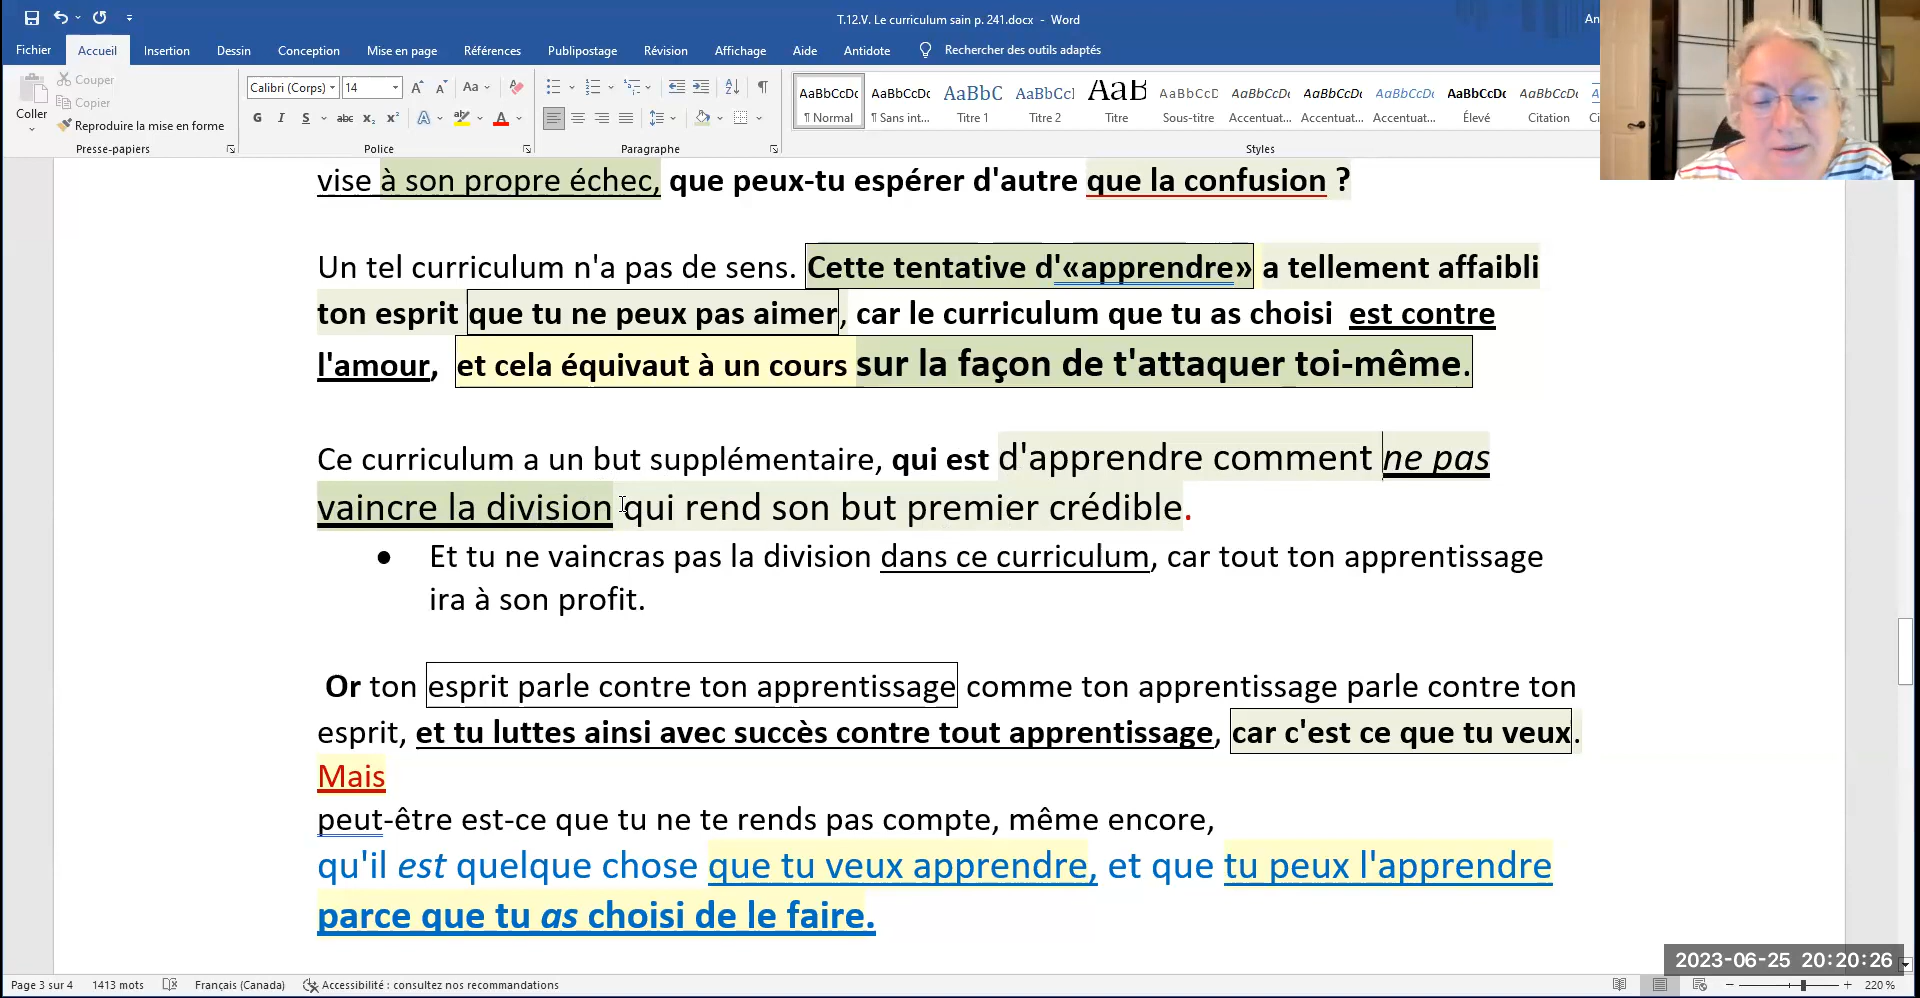 T.12.V. Le curriculum sain p. 241.docx - Word
An
Fichier Accueil Insertion Dessin Conception Mise en page Références Publipostage Révision Affichage Aide Antidote Rechercher des outils adaptés
Coller
Couper
Copier
Reproduire la mise en forme
Presse-papiers
Calibri (Corps) 14
G I S abc x₂ x²
Police
Paragraphe
AaBbCcDc AaBbCcDc AaBbC AaBbCcI AaB AaBbCcD AaBbCcDc AaBbCcDc AaBbCcDc AaBbCcDc AaBbCcDc
¶ Normal ¶ Sans int... Titre 1 Titre 2 Titre Sous-titre Accentuat... Accentuat... Accentuat... Élevé Citation Ci
Styles
vise à son propre échec, que peux-tu espérer d'autre que la confusion ?
Un tel curriculum n'a pas de sens. Cette tentative d'«apprendre» a tellement affaibli
ton esprit que tu ne peux pas aimer, car le curriculum que tu as choisi est contre
l'amour, et cela équivaut à un cours sur la façon de t'attaquer toi-même.
Ce curriculum a un but supplémentaire, qui est d'apprendre comment ne pas
vaincre la division qui rend son but premier crédible.
● Et tu ne vaincras pas la division dans ce curriculum, car tout ton apprentissage
ira à son profit.
Or ton esprit parle contre ton apprentissage comme ton apprentissage parle contre ton
esprit, et tu luttes ainsi avec succès contre tout apprentissage, car c'est ce que tu veux.
Mais
peut-être est-ce que tu ne te rends pas compte, même encore,
qu'il est quelque chose que tu veux apprendre, et que tu peux l'apprendre
parce que tu as choisi de le faire.
2023-06-25 20:20:26
Page 3 sur 4 1413 mots Français (Canada) Accessibilité : consultez nos recommandations 220 %